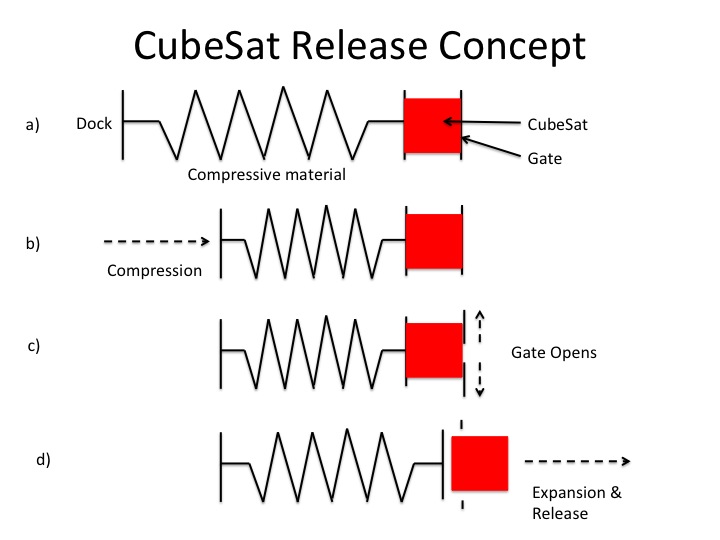 CubeSat Release Concept
a)
Dock
CubeSat
Gate
Compressive material
b)
Compression
c)
Gate Opens
d)
Expansion &
Release